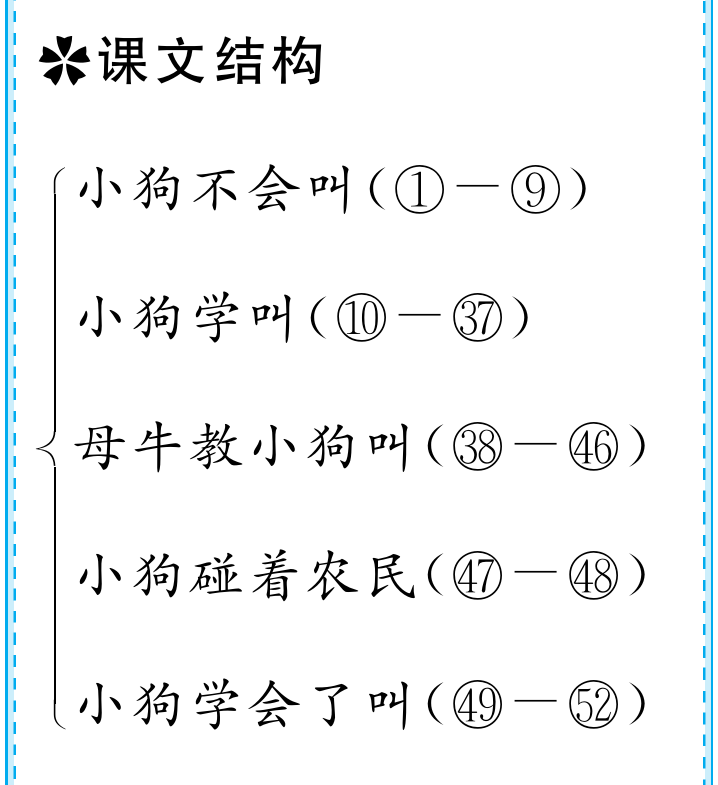 课文结构
小狗不会叫(①－⑨)
小狗学叫(⑩－㊲)
母牛教小狗叫(㊳－㊻)
小狗碰着农民(㊼－㊽)
小狗学会了叫(㊾－52)